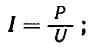 I = P/U ;